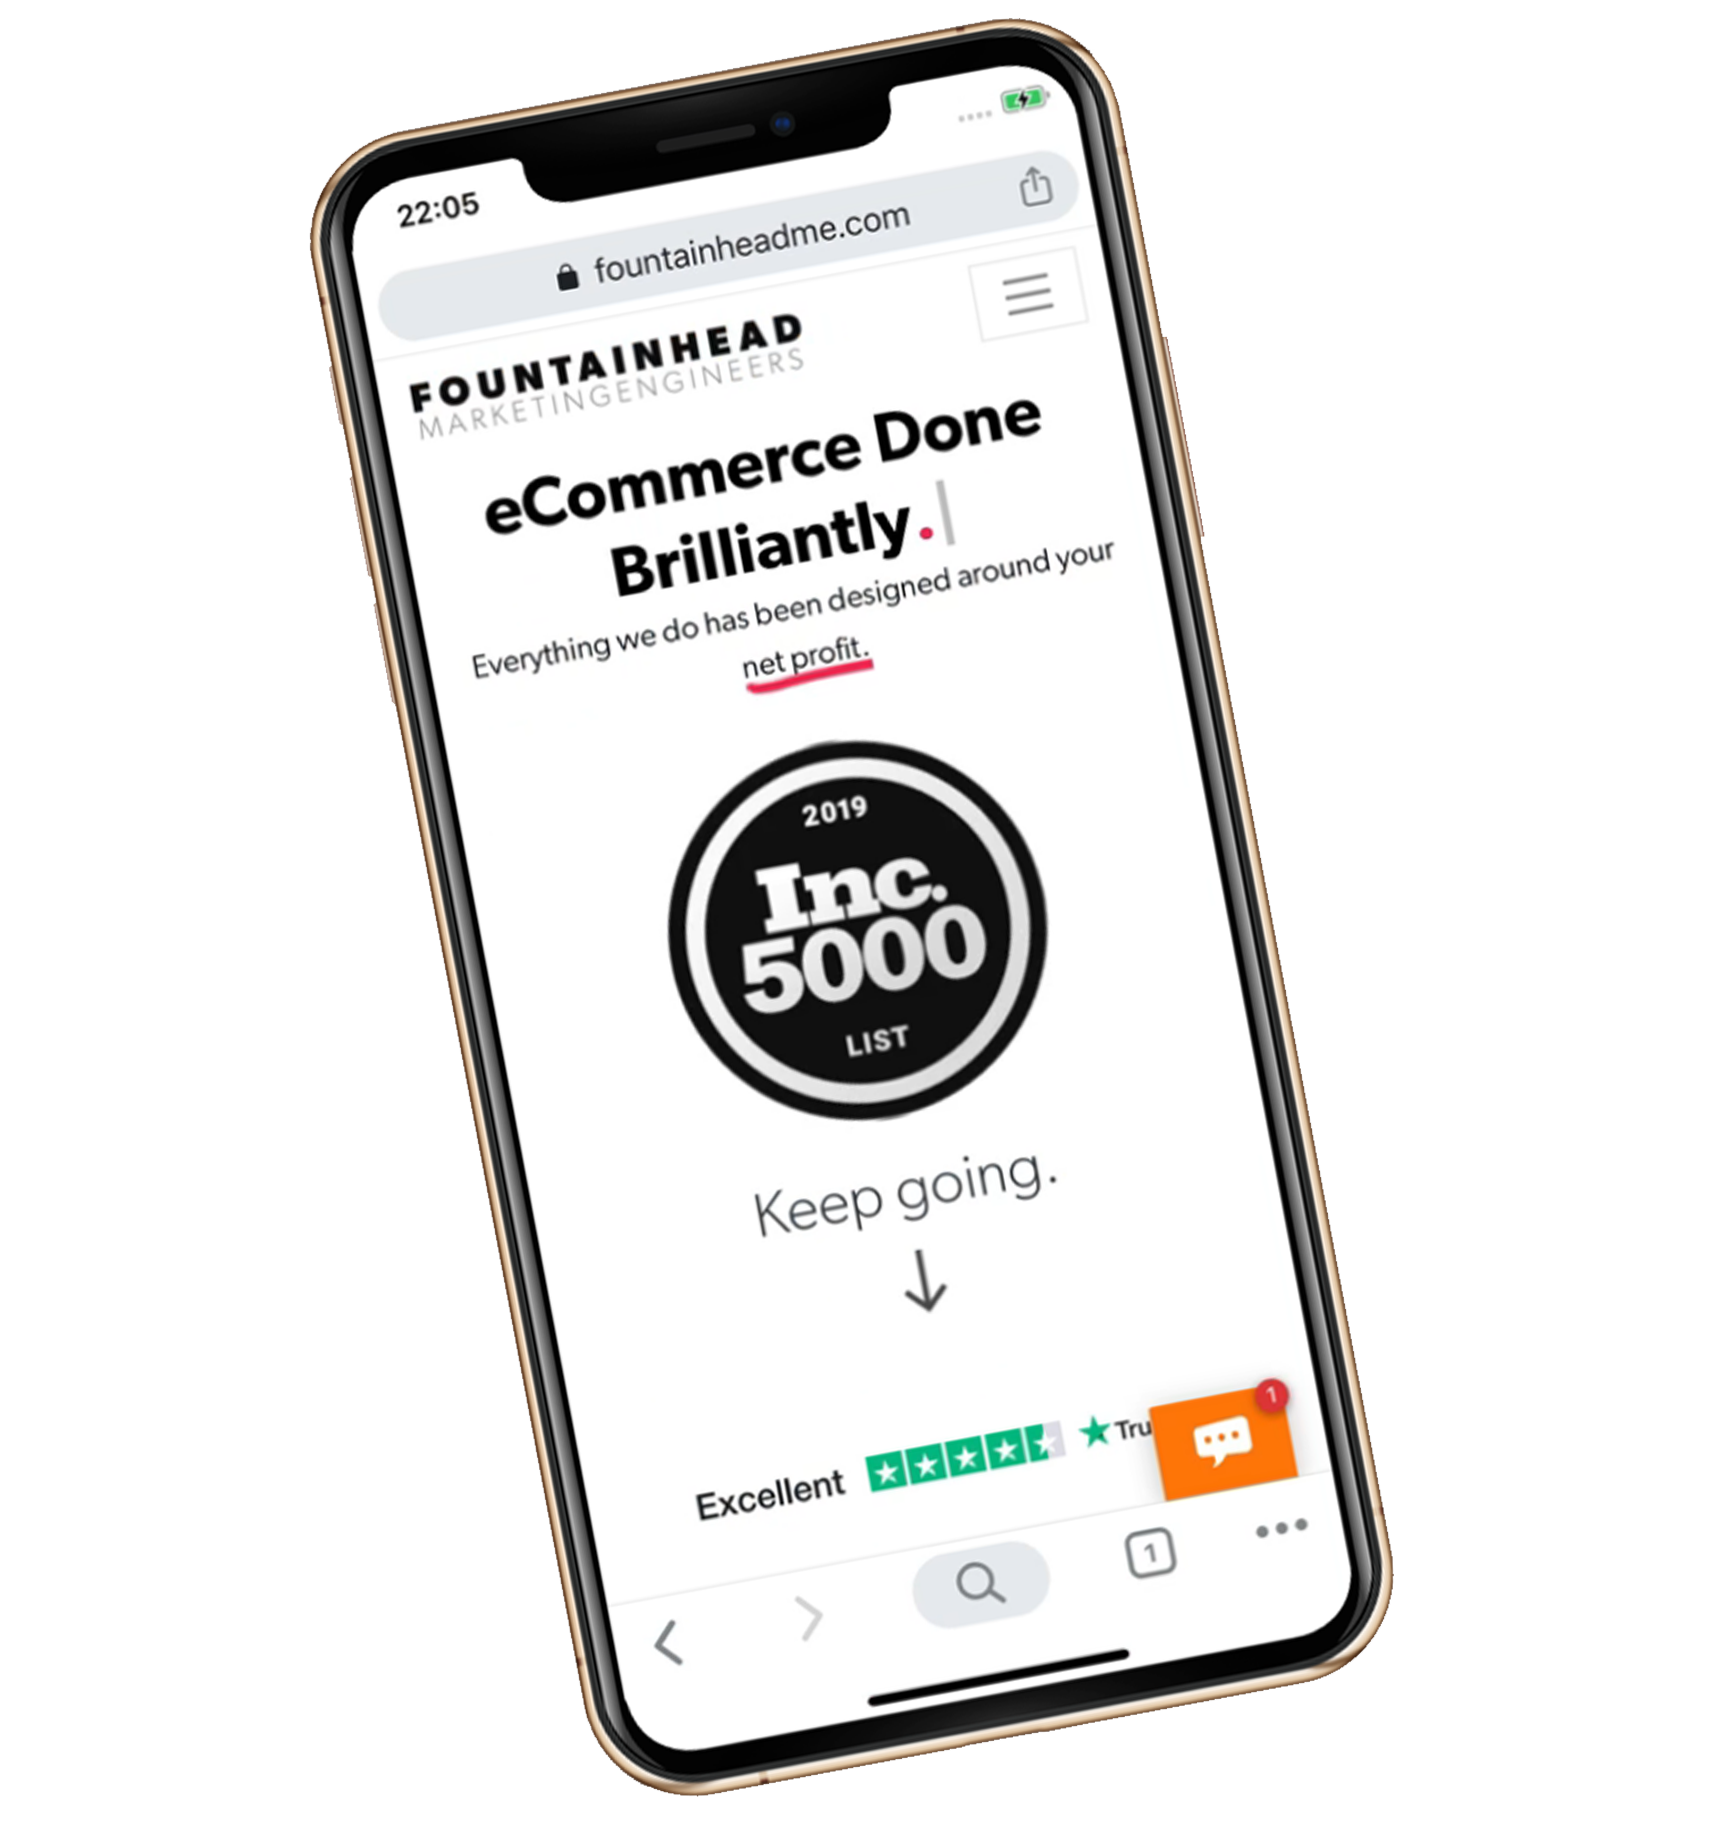 22:05
fountainheadme.com
FOUNTAINHEAD
MARKETINGENGINEERS
eCommerce Done
Brilliantly.
Everything we do has been designed around your
net profit.
2019
Inc.
5000
LIST
Keep going.
Excellent
Tru
1
1